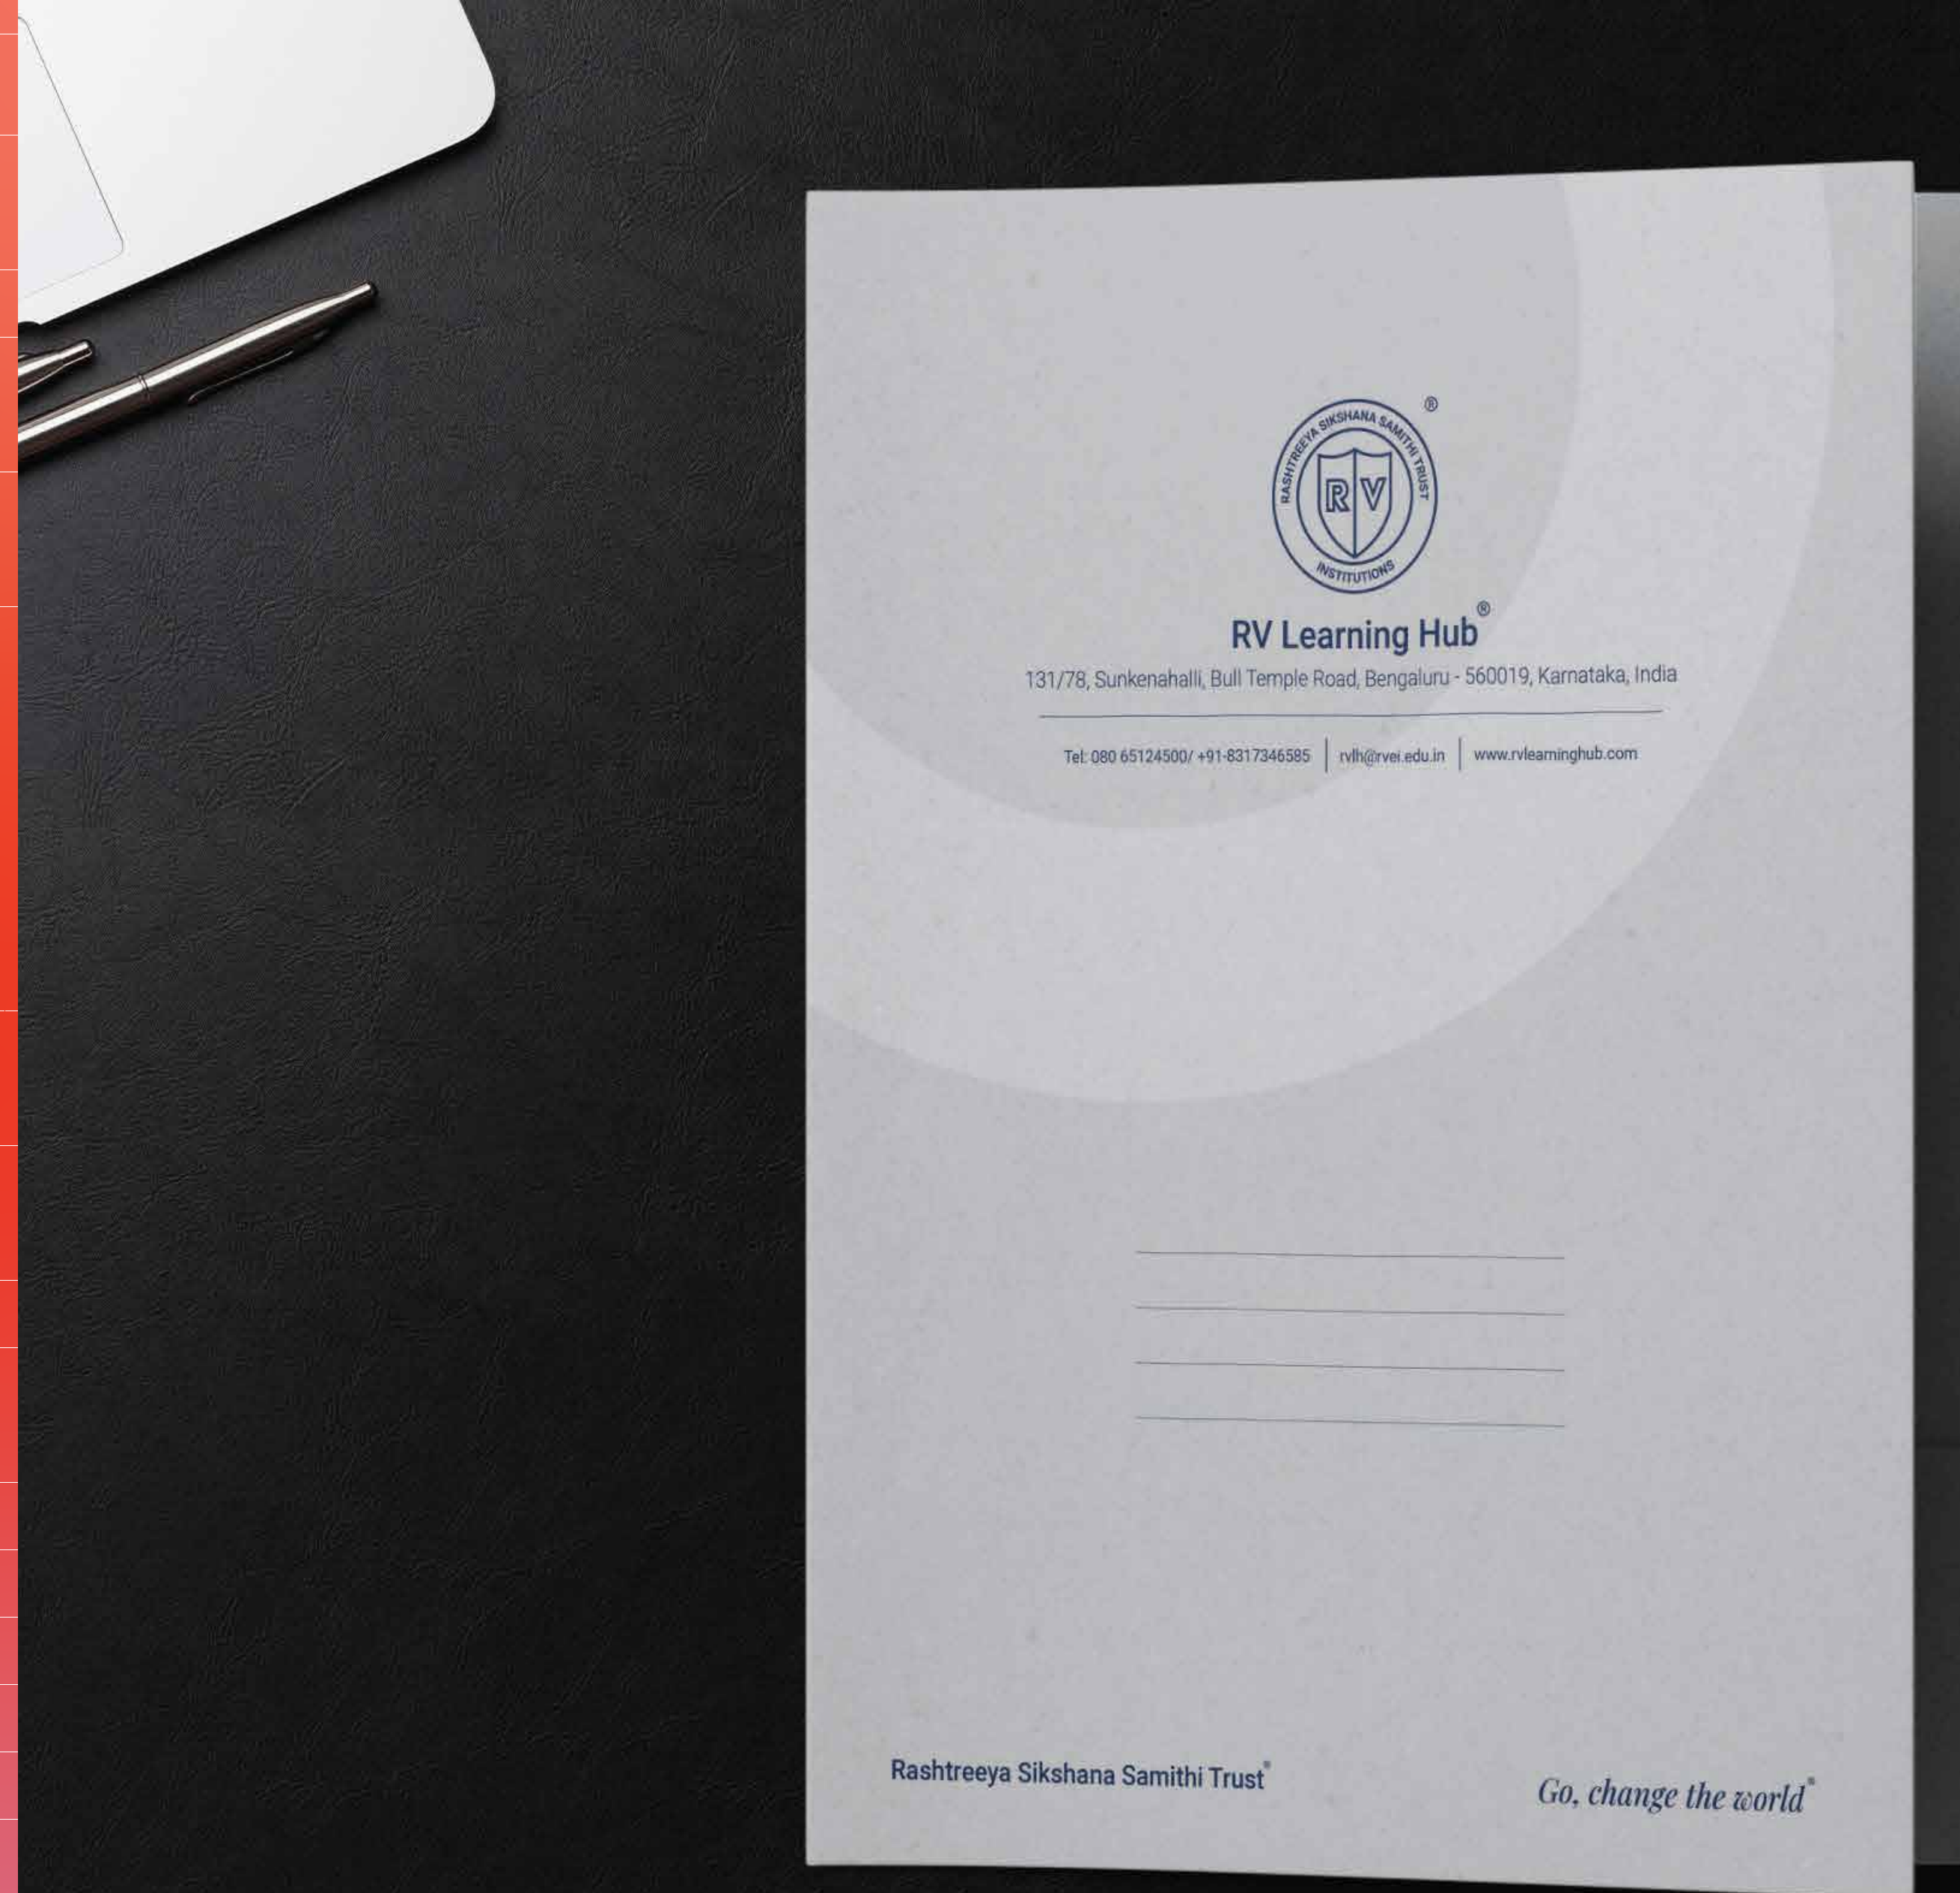 RASHTREEYA SIKSHANA SAMITHI TRUST ®
R V
INSTITUTIONS
RV Learning Hub®
131/78, Sunkenahalli, Bull Temple Road, Bengaluru - 560019, Karnataka, India
Tel: 080 65124500/ +91-8317346585 | rvlh@rvei.edu.in | www.rvlearninghub.com
Rashtreeya Sikshana Samithi Trust®
Go, change the world®